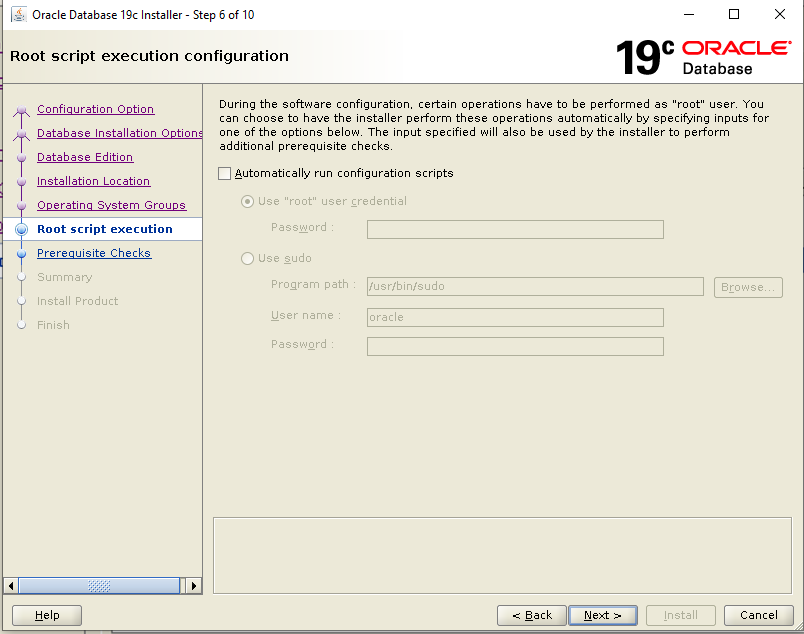 Oracle Database 19c Installer - Step 6 of 10
Root script execution configuration
19c ORACLE
Database
Configuration Option
Database Installation Options
Database Edition
Installation Location
Operating System Groups
Root script execution
Prerequisite Checks
Summary
Install Product
Finish
During the software configuration, certain operations have to be performed as "root" user. You
can choose to have the installer perform these operations automatically by specifying inputs for
one of the options below. The input specified will also be used by the installer to perform
additional prerequisite checks.
Automatically run configuration scripts
Use "root" user credential
Password :
Use sudo
Program path : /usr/bin/sudo Browse...
User name : oracle
Password :
Help < Back Next > Install Cancel